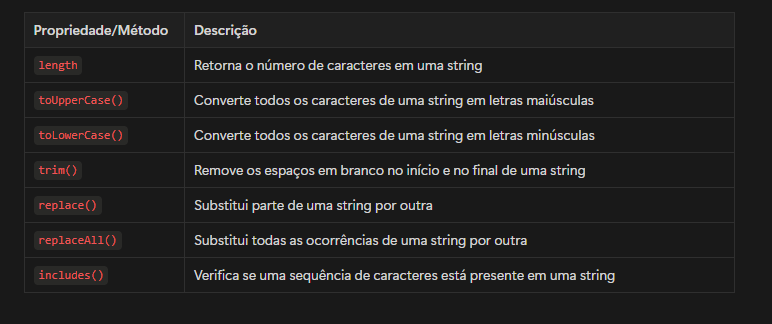 Propriedade/Método Descrição
length Retorna o número de caracteres em uma string
toUpperCase() Converte todos os caracteres de uma string em letras maiúsculas
toLowerCase() Converte todos os caracteres de uma string em letras minúsculas
trim() Remove os espaços em branco no início e no final de uma string
replace() Substitui parte de uma string por outra
replaceAll() Substitui todas as ocorrências de uma string por outra
includes() Verifica se uma sequência de caracteres está presente em uma string